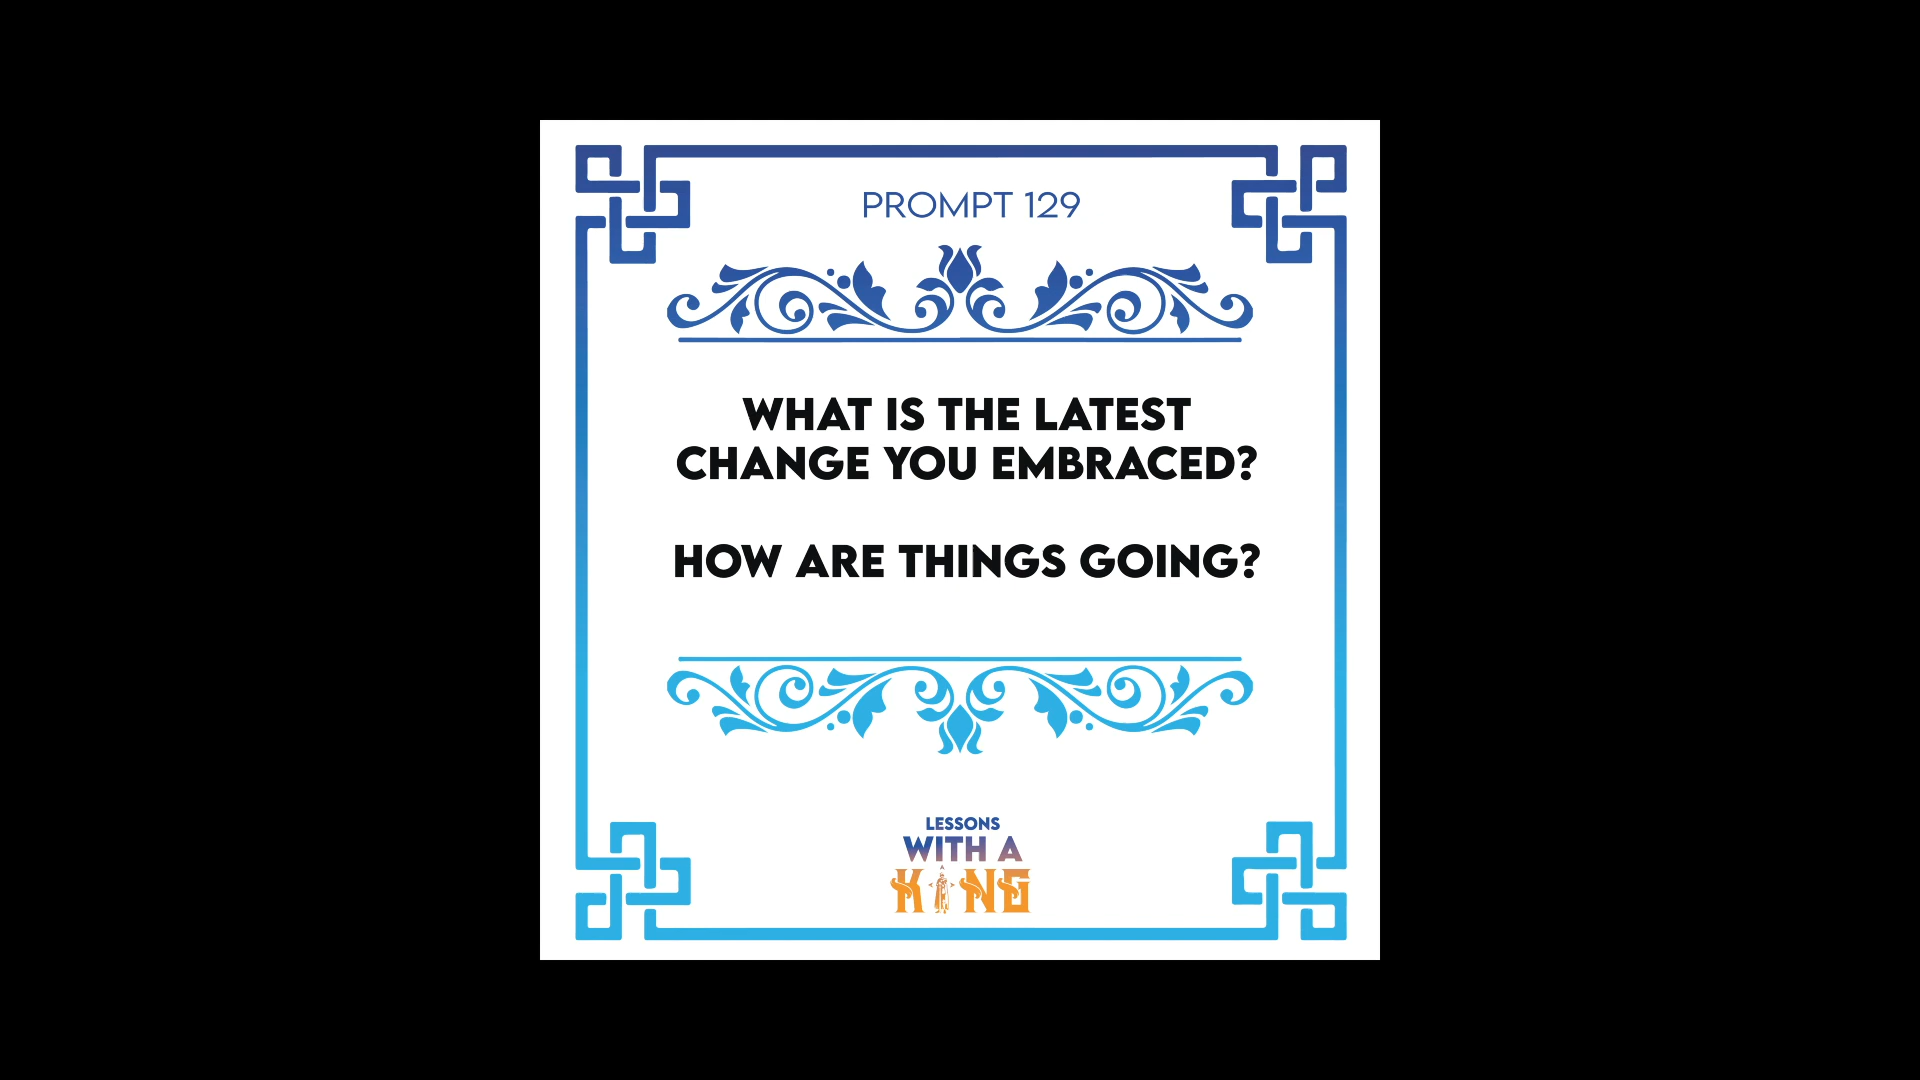 PROMPT 129
WHAT IS THE LATEST
CHANGE YOU EMBRACED?
HOW ARE THINGS GOING?
LESSONS
WITH A
KING